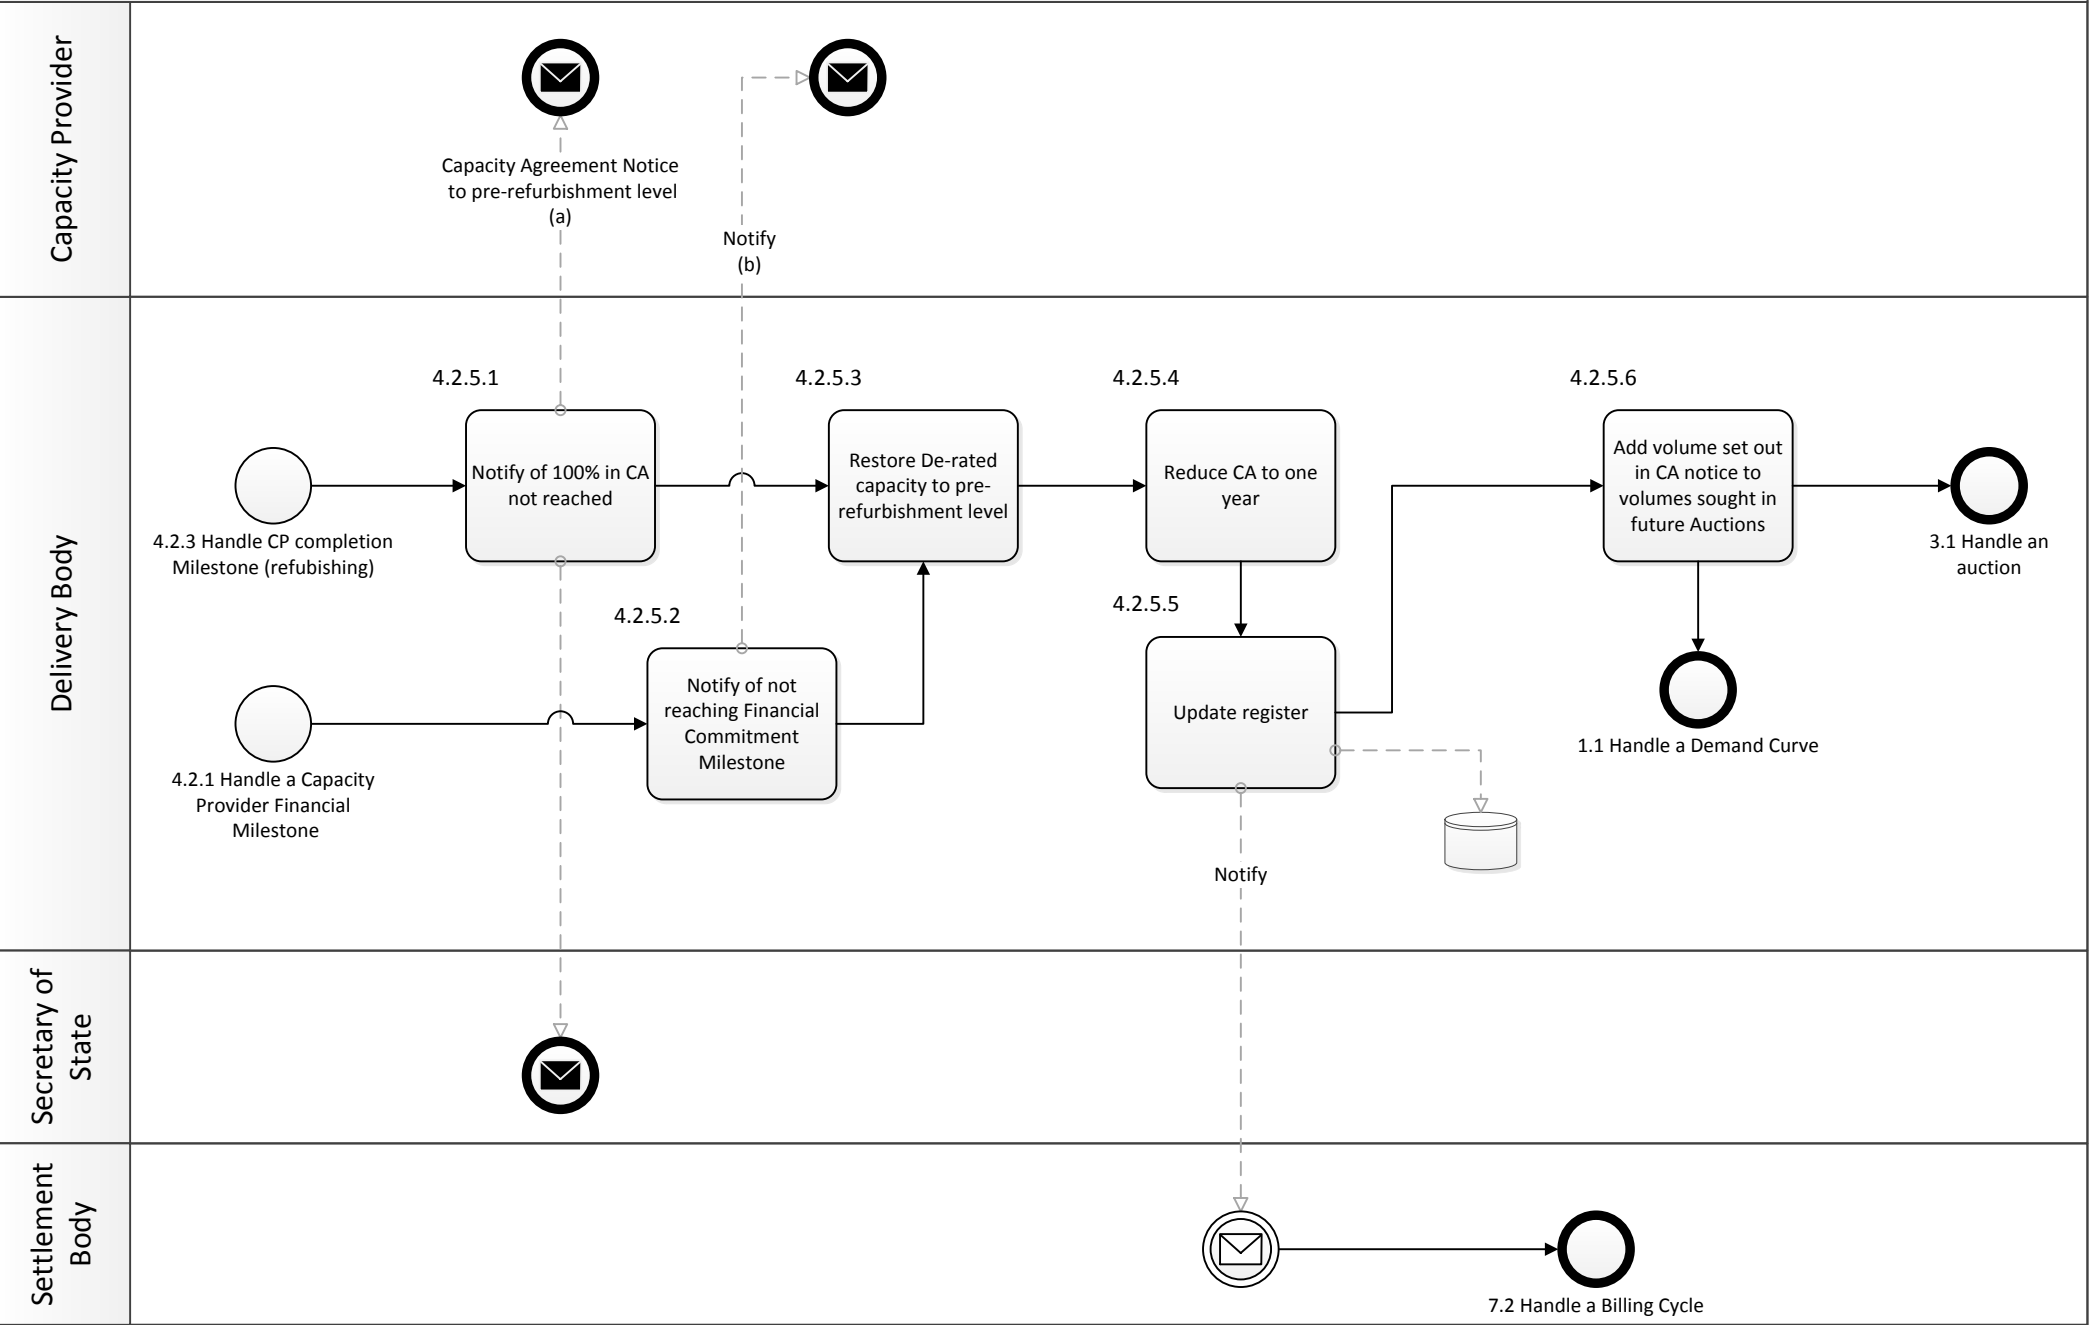 Capacity Provider
Capacity Agreement Notice
to pre-refurbishment level
(a)
Notify
(b)
Delivery Body
4.2.5.1
4.2.5.3
4.2.5.4
4.2.5.6
Notify of 100% in CA
not reached
Restore De-rated
capacity to pre-
refurbishment level
Reduce CA to one
year
Add volume set out
in CA notice to
volumes sought in
future Auctions
4.2.3 Handle CP completion
Milestone (refubishing)
3.1 Handle an
auction
4.2.5.2
4.2.5.5
Notify of not
reaching Financial
Commitment
Milestone
Update register
1.1 Handle a Demand Curve
4.2.1 Handle a Capacity
Provider Financial
Milestone
Notify
Secretary of
State
Settlement
Body
7.2 Handle a Billing Cycle